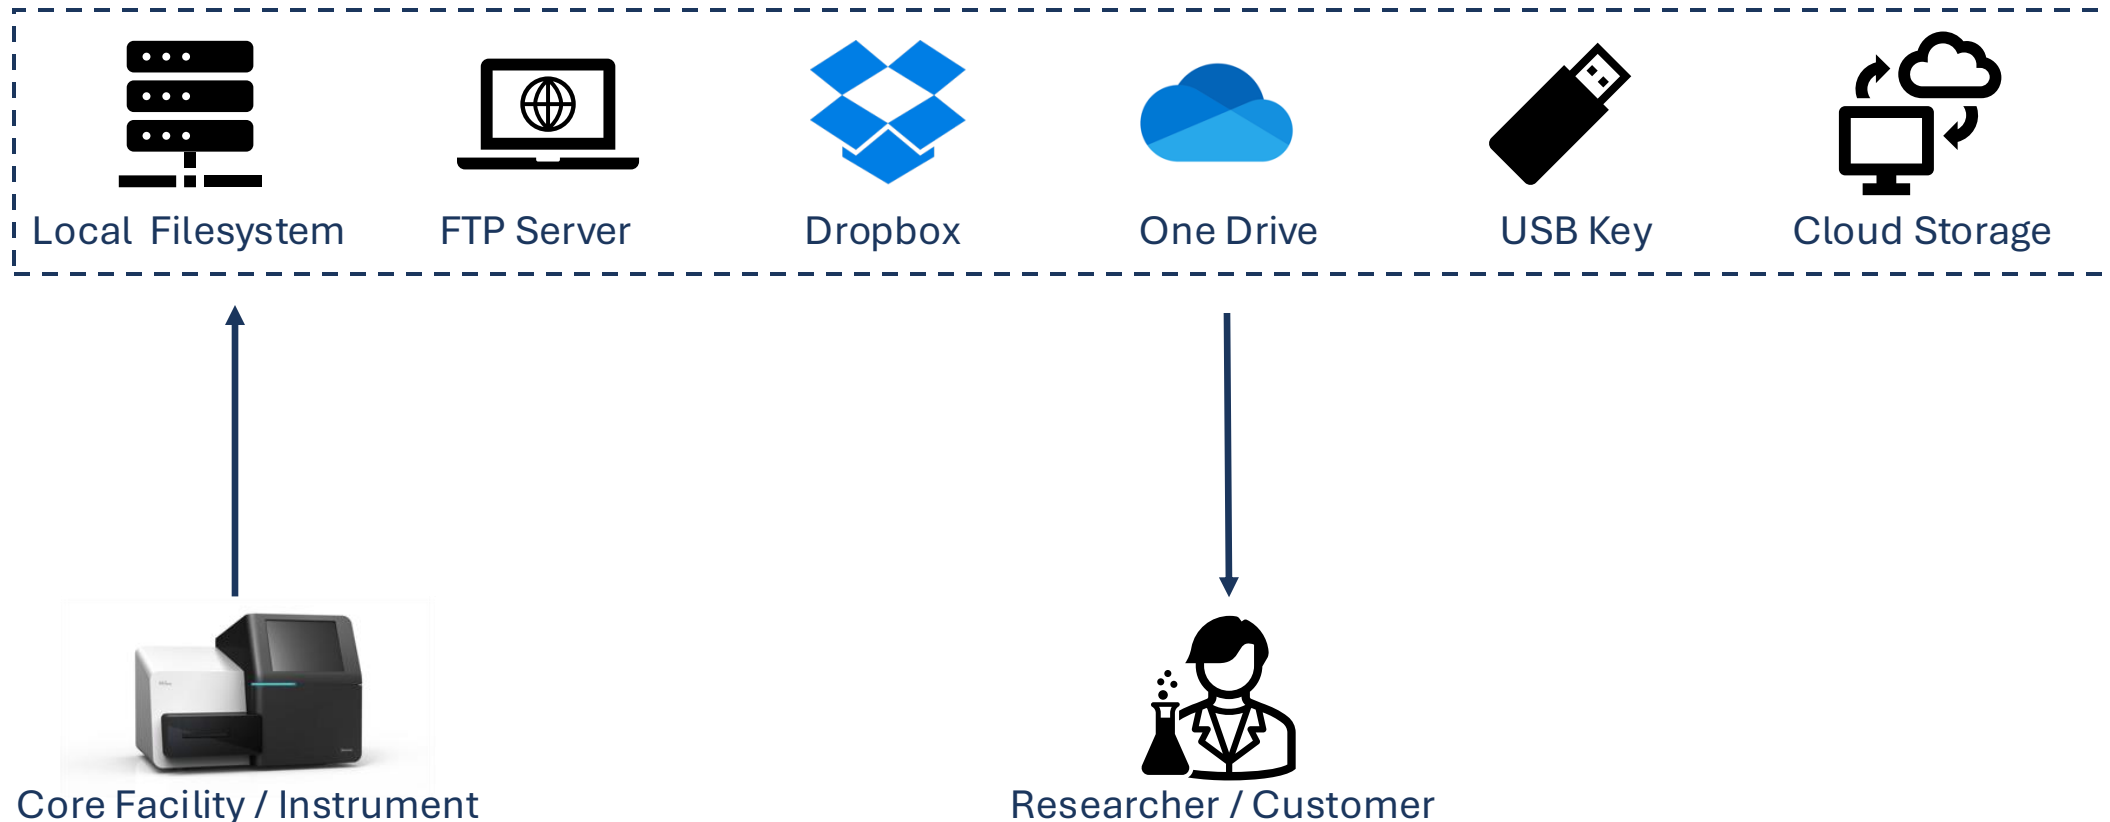 Local Filesystem
FTP Server
Dropbox
One Drive
USB Key
Cloud Storage
Core Facility / Instrument
Researcher / Customer